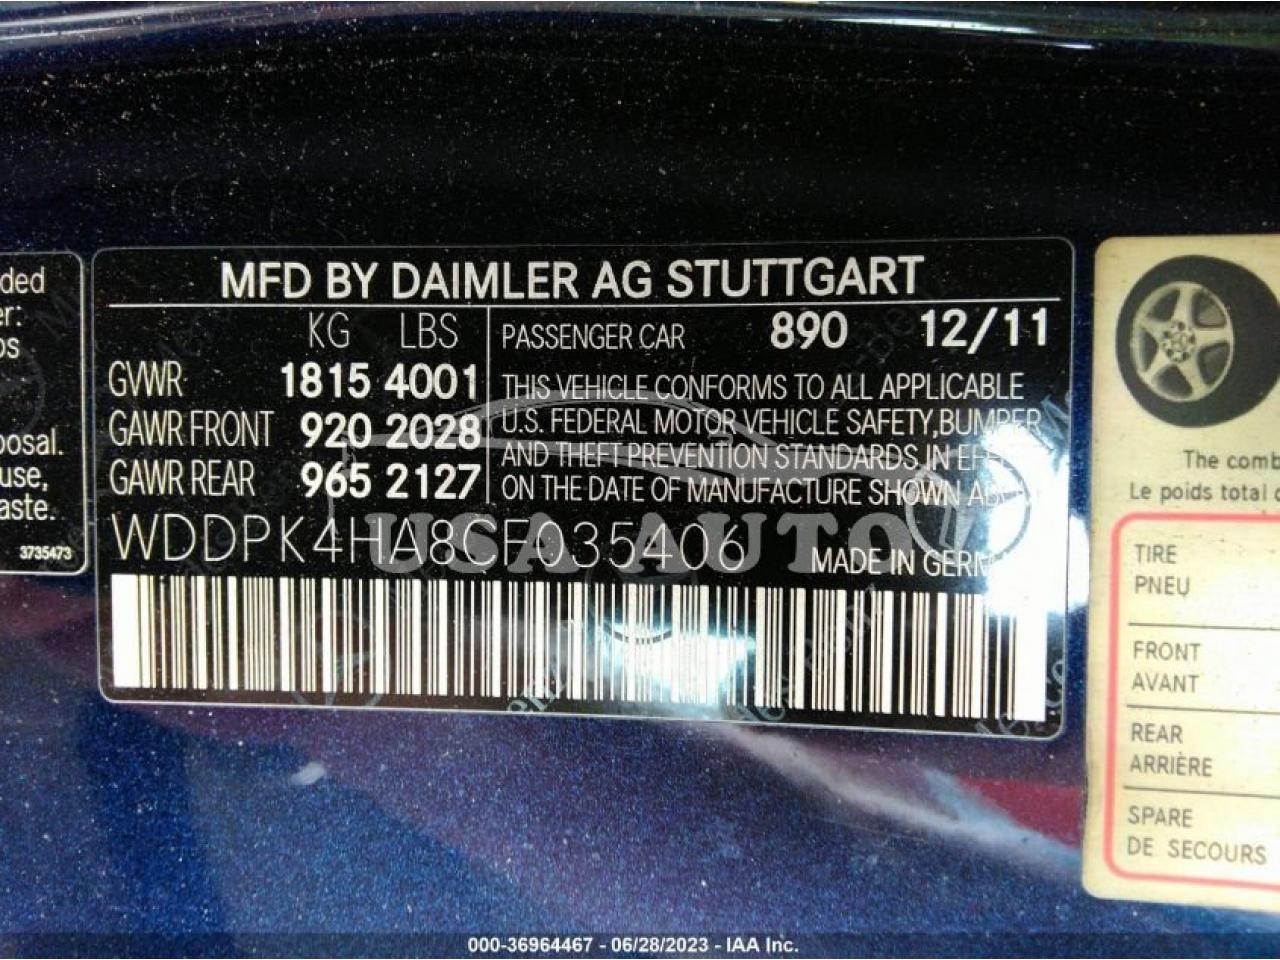 ded
er:
os
posal.
use,
aste.
3735473
MFD BY DAIMLER AG STUTTGART
KG LBS
PASSENGER CAR 890 12/11
GVWR 1815 4001
GAWR FRONT 920 2028
GAWR REAR 965 2127
THIS VEHICLE CONFORMS TO ALL APPLICABLE
U.S. FEDERAL MOTOR VEHICLE SAFETY, BUMPER
AND THEFT PREVENTION STANDARDS IN
ON THE DATE OF MANUFACTURE SHOWN
WDDPK4HA8CF035406
MADE IN
USA AUTO
The comb
Le poids total
TIRE
PNEU
FRONT
AVANT
REAR
ARRIÈRE
SPARE
DE SECOURS
000-36964467 - 06/28/2023 - IAA Inc.